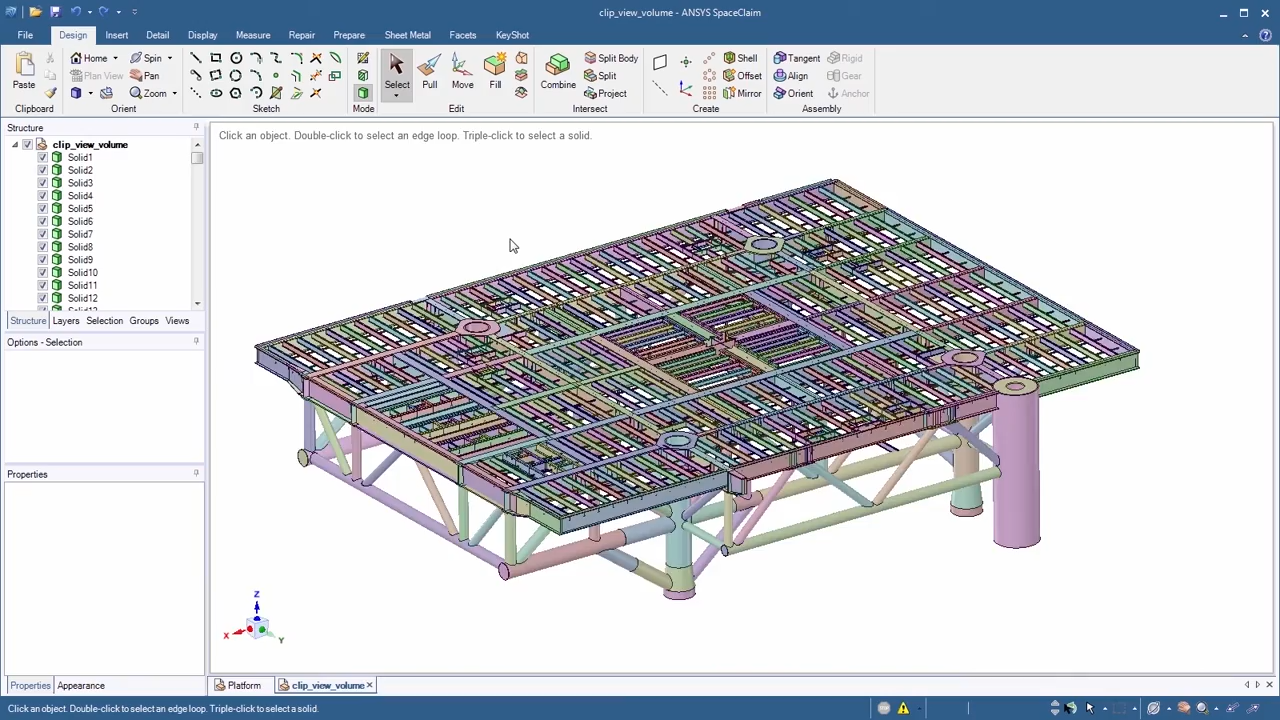 clip_view_volume - ANSYS SpaceClaim
File Design Insert Detail Display Measure Repair Prepare Sheet Metal Facets KeyShot
Paste
Clipboard
Home Spin
Plan View Pan
Zoom
Orient
Sketch
Mode
Select Pull Move Fill
Edit
Combine
Split Body
Split
Project
Intersect
Shell
Offset
Mirror
Create
Tangent Rigid
Align Gear
Orient Anchor
Assembly
Structure
clip_view_volume
Solid1
Solid2
Solid3
Solid4
Solid5
Solid6
Solid7
Solid8
Solid9
Solid10
Solid11
Solid12
Structure Layers Selection Groups Views
Options - Selection
Properties
Properties Appearance
Click an object. Double-click to select an edge loop. Triple-click to select a solid.
Z
X
Y
Platform clip_view_volume
Click an object. Double-click to select an edge loop. Triple-click to select a solid.